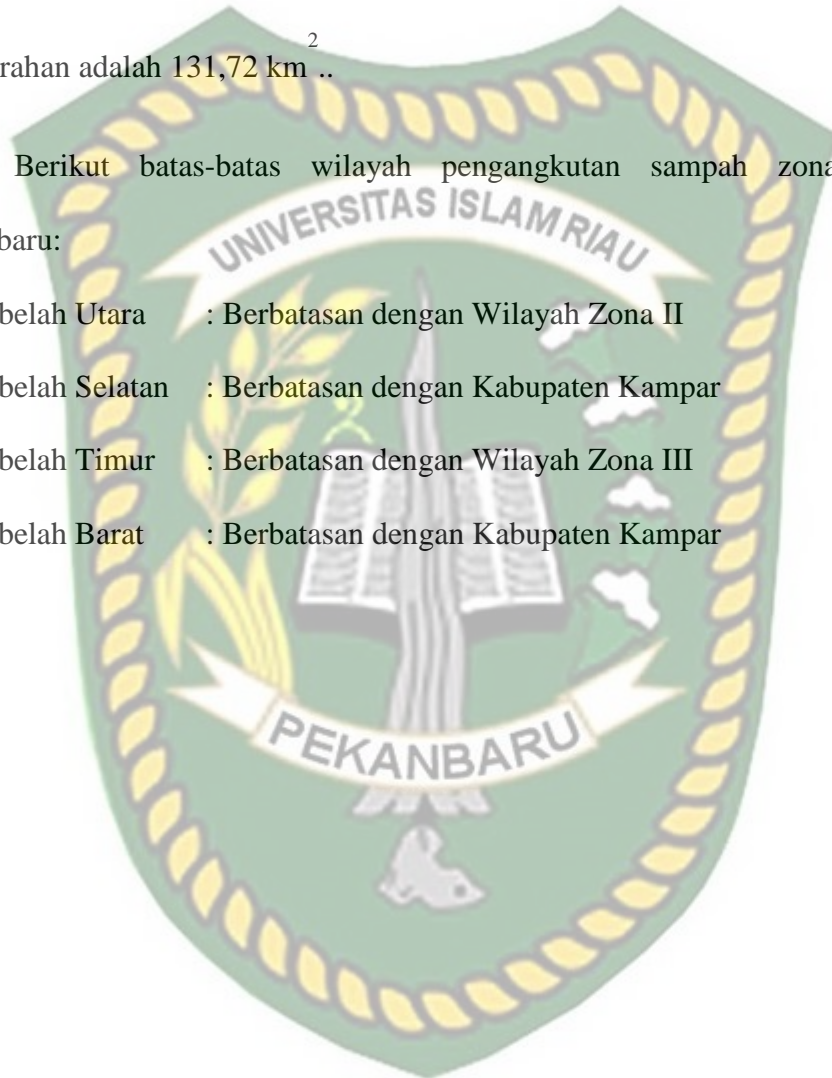 rahan adalah 131,72 km²..
Berikut batas-batas wilayah pengangkutan sampah zona
baru:
belah Utara : Berbatasan dengan Wilayah Zona II
belah Selatan : Berbatasan dengan Kabupaten Kampar
belah Timur : Berbatasan dengan Wilayah Zona III
belah Barat : Berbatasan dengan Kabupaten Kampar
UNIVERSITAS ISLAM RIAU
PEKANBARU